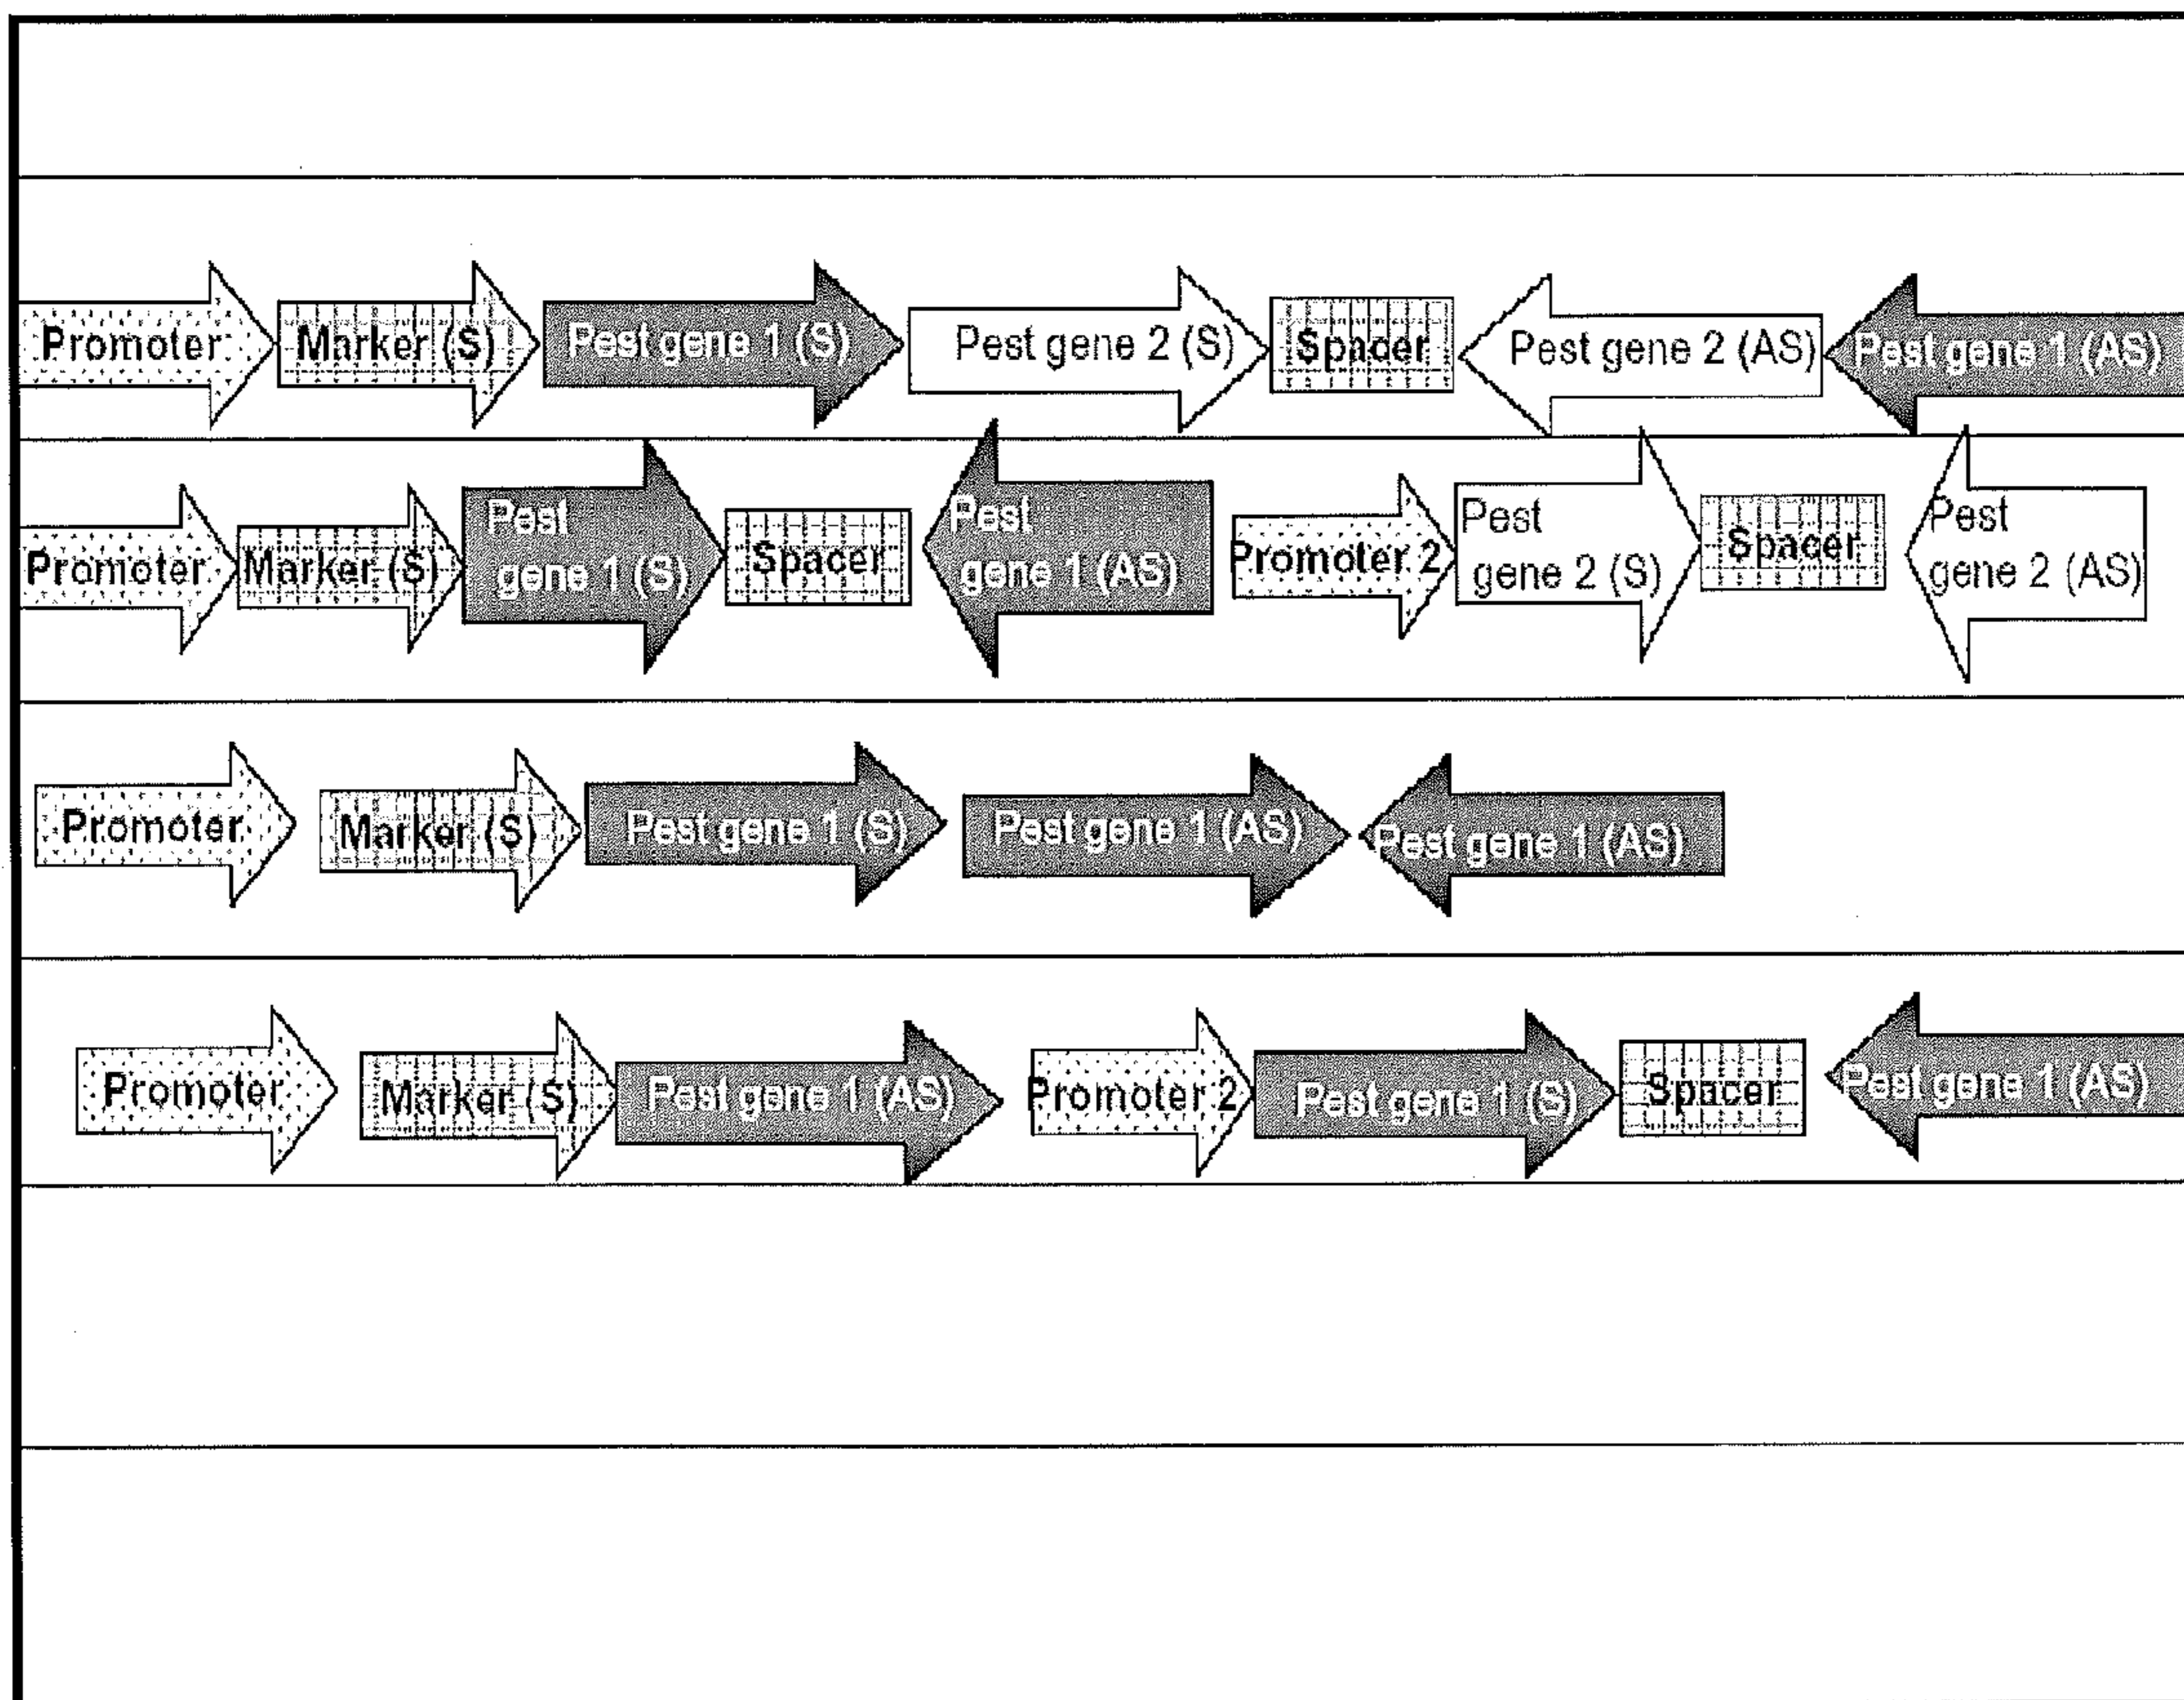 Promoter Marker (S) Pest gene 1 (S) Pest gene 2 (S) Spacer Pest gene 2 (AS) Pest gene 1 (AS)
Promoter Marker (S) Pest gene 1 (S) Spacer Pest gene 1 (AS) Promoter 2 Pest gene 2 (S) Spacer Pest gene 2 (AS)
Promoter Marker (S) Pest gene 1 (S) Pest gene 1 (AS) Pest gene 1 (AS)
Promoter Marker (S) Pest gene 1 (AS) Promoter 2 Pest gene 1 (S) Spacer Pest gene 1 (AS)